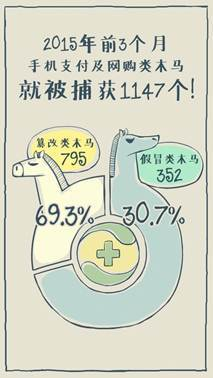 2015年前3个月
手机支付及网购类木马
就被捕获1147个!
篡改类木马
795
假冒类木马
352
69.3%
30.7%